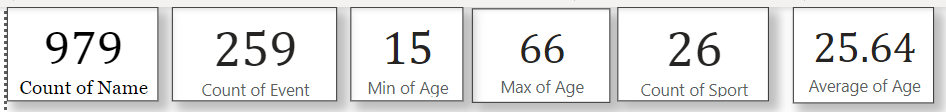 979
Count of Name
259
Count of Event
15
Min of Age
66
Max of Age
26
Count of Sport
25.64
Average of Age